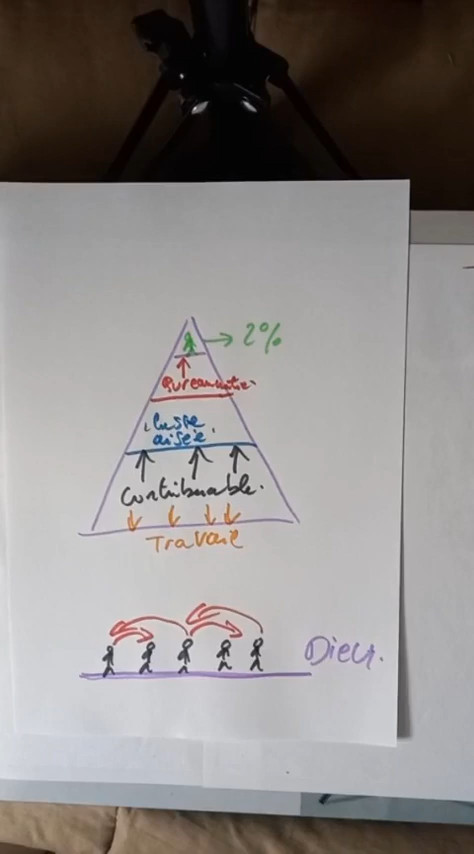 2%
Bureaucratie.
Classe
aisée.
Contribuable.
Travail
Dieu.